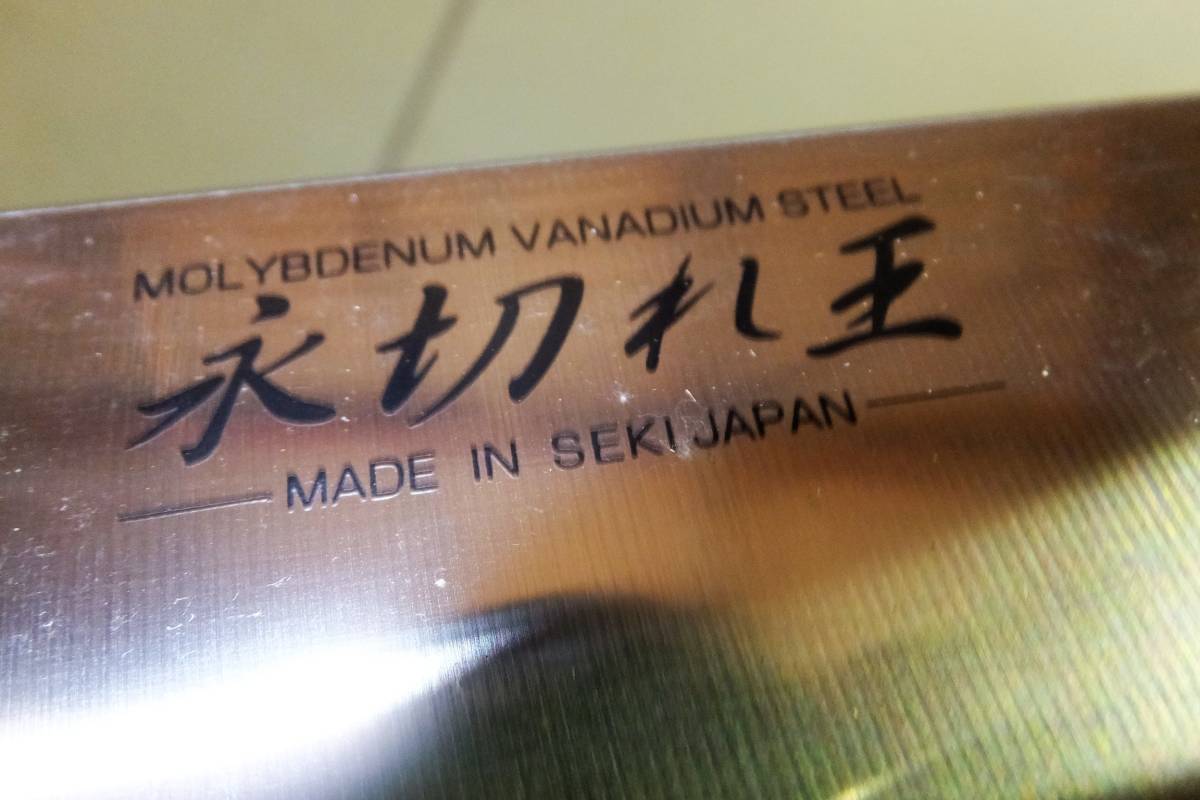 MOLYBDENUM VANADIUM STEEL
永切れ王
MADE IN SEKI JAPAN